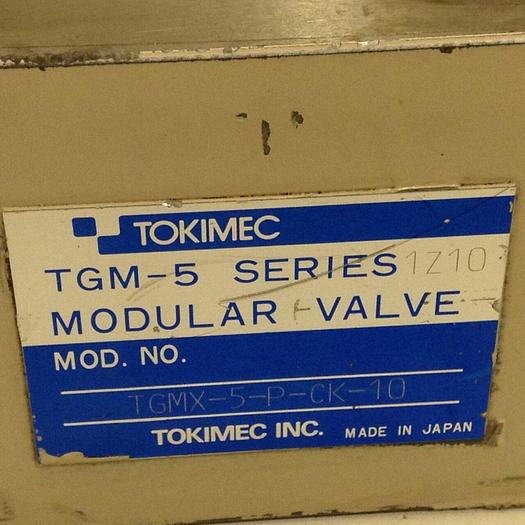 TOKIMEC
TGM-5 SERIES 1Z10
MODULAR VALVE
MOD. NO.
TGMX-5-P-CK-10
TOKIMEC INC. MADE IN JAPAN